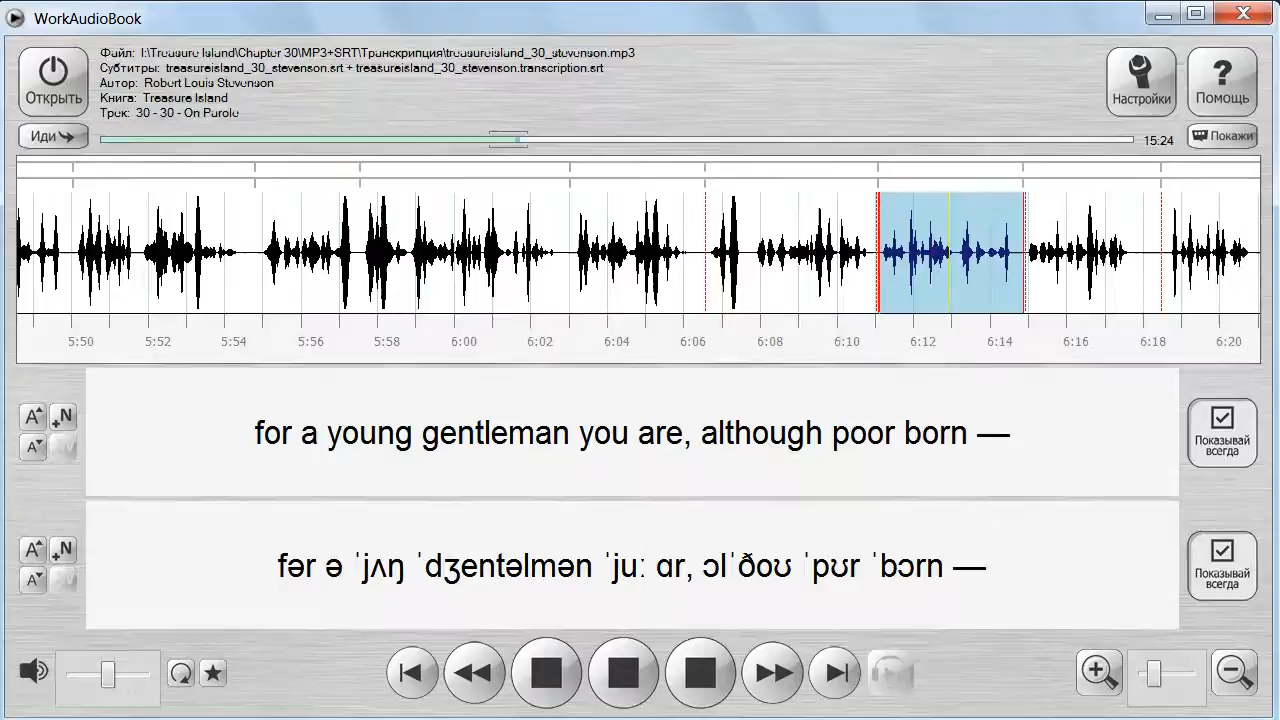 WorkAudioBook
Файл: I:\Treasure Island\Chapter 30\MP3+SRT\Транскрипция\treasureisland_30_stevenson.mp3
Субтитры: treasureisland_30_stevenson.srt + treasureisland_30_stevenson.transcription.srt
Автор: Robert Louis Stevenson
Книга: Treasure Island
Трек: 30 - 30 - On Parole
Открыть
Настройки
Помощь
Иди
15:24
Покажи
5:50 5:52 5:54 5:56 5:58 6:00 6:02 6:04 6:06 6:08 6:10 6:12 6:14 6:16 6:18 6:20
A N
for a young gentleman you are, although poor born —
A
Показывай
всегда
A N
fər ə ˈjʌŋ ˈdʒentəlmən ˈjuː ɑr, ɔlˈðoʊ ˈpʊr ˈbɔrn —
A
Показывай
всегда